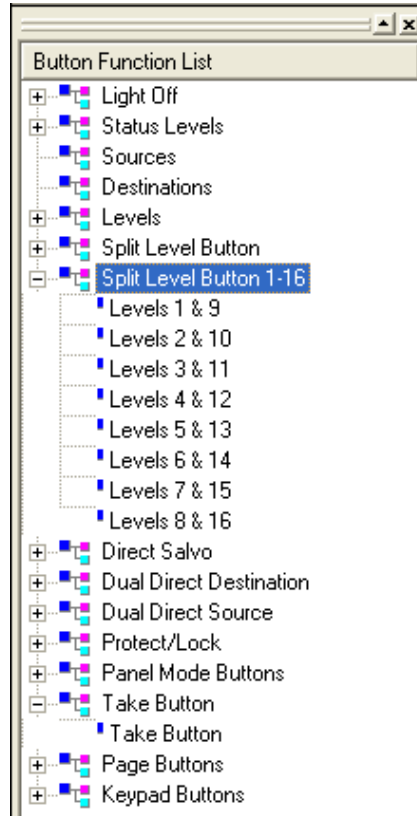 Button Function List
Light Off
Status Levels
Sources
Destinations
Levels
Split Level Button
Split Level Button 1-16
Levels 1 & 9
Levels 2 & 10
Levels 3 & 11
Levels 4 & 12
Levels 5 & 13
Levels 6 & 14
Levels 7 & 15
Levels 8 & 16
Direct Salvo
Dual Direct Destination
Dual Direct Source
Protect/Lock
Panel Mode Buttons
Take Button
Take Button
Page Buttons
Keypad Buttons